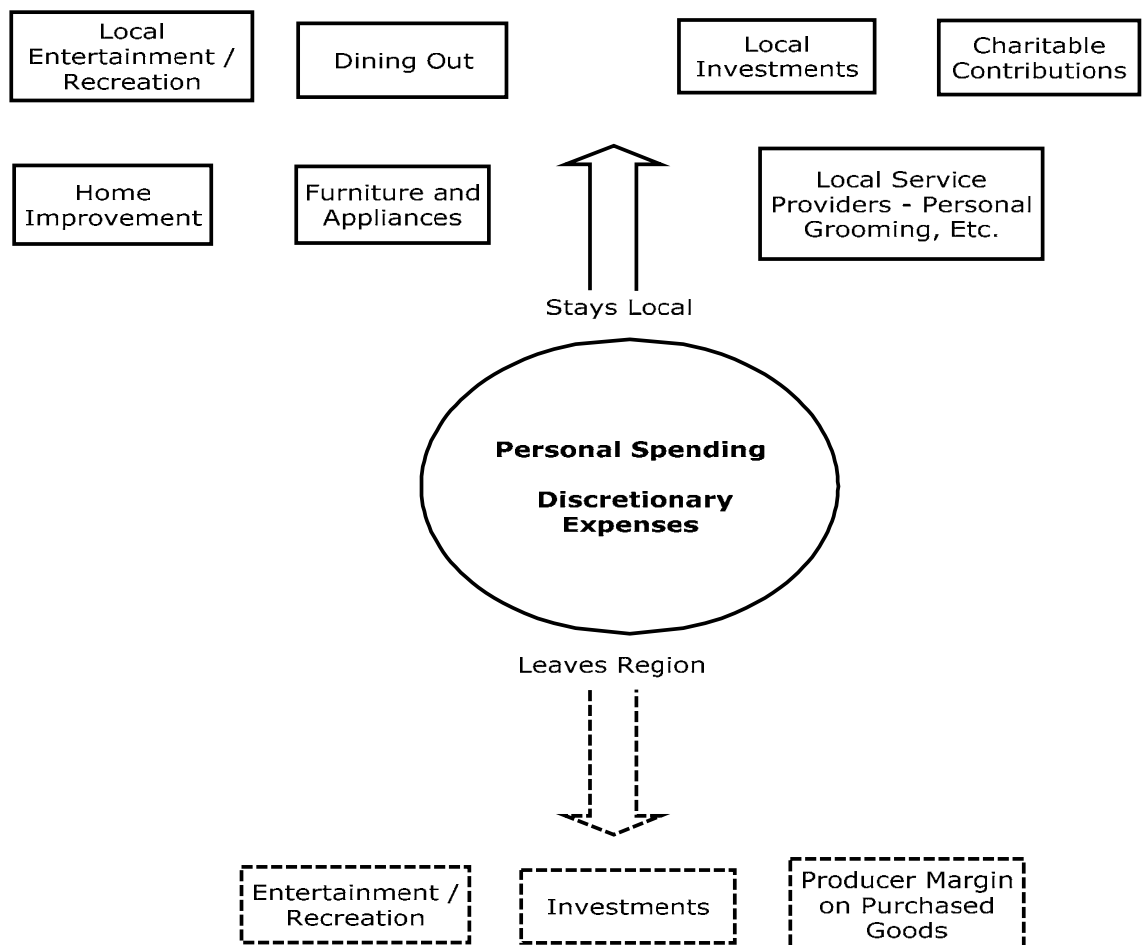 Local
Entertainment /
Recreation
Dining Out
Local
Investments
Charitable
Contributions
Home
Improvement
Furniture and
Appliances
Local Service
Providers - Personal
Grooming, Etc.
Stays Local
Personal Spending
Discretionary
Expenses
Leaves Region
Entertainment /
Recreation
Investments
Producer Margin
on Purchased
Goods